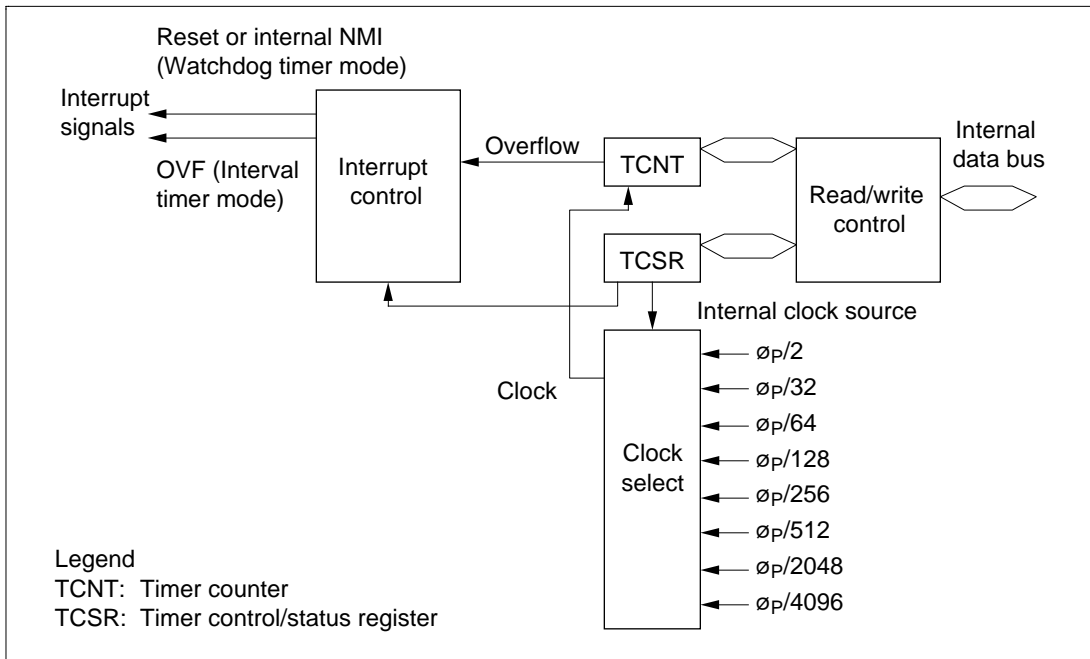 Reset or internal NMI
(Watchdog timer mode)
Interrupt
signals
OVF (Interval
timer mode)
Interrupt
control
Overflow
TCNT
TCSR
Read/write
control
Internal
data bus
Internal clock source
Clock
Clock
select
øP/2
øP/32
øP/64
øP/128
øP/256
øP/512
øP/2048
øP/4096
Legend
TCNT: Timer counter
TCSR: Timer control/status register